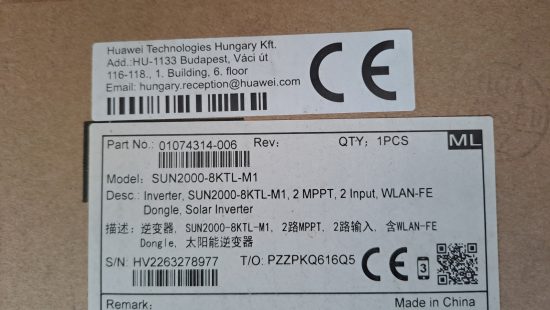 Huawei Technologies Hungary Kft.
Add.:HU-1133 Budapest, Váci út
116-118., 1. Building, 6. floor
Email: hungary.reception@huawei.com
CE
Part No.: 01074314-006 Rev: QTY: 1PCS ML
Model: SUN2000-8KTL-M1
Desc.: Inverter, SUN2000-8KTL-M1, 2 MPPT, 2 Input, WLAN-FE
Dongle, Solar Inverter
描述: 逆变器, SUN2000-8KTL-M1, 2路MPPT, 2路输入, 含WLAN-FE
Dongle, 太阳能逆变器
S/N: HV2263278977 T/O: PZZPKQ616Q5 CE 3
Remark: Made in China